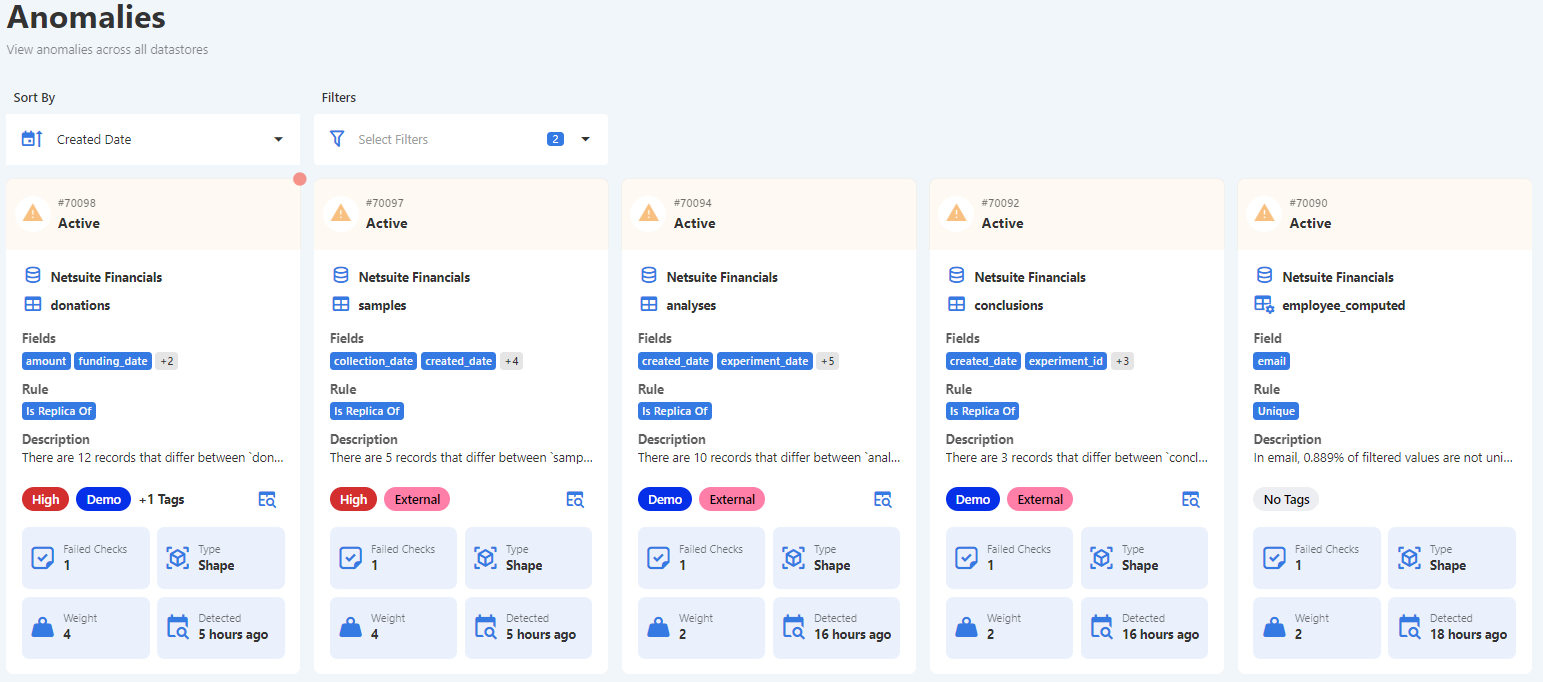 Anomalies
View anomalies across all datastores
Sort By
Created Date
Filters
Select Filters
2
#70098
Active
Netsuite Financials
donations
Fields
amount funding_date +2
Rule
Is Replica Of
Description
There are 12 records that differ between `don...
High Demo +1 Tags
Failed Checks
1
Type
Shape
Weight
4
Detected
5 hours ago
#70097
Active
Netsuite Financials
samples
Fields
collection_date created_date +4
Rule
Is Replica Of
Description
There are 5 records that differ between `samp...
High External
Failed Checks
1
Type
Shape
Weight
4
Detected
5 hours ago
#70094
Active
Netsuite Financials
analyses
Fields
created_date experiment_date +5
Rule
Is Replica Of
Description
There are 10 records that differ between `anal...
Demo External
Failed Checks
1
Type
Shape
Weight
2
Detected
16 hours ago
#70092
Active
Netsuite Financials
conclusions
Fields
created_date experiment_id +3
Rule
Is Replica Of
Description
There are 3 records that differ between `concl...
Demo External
Failed Checks
1
Type
Shape
Weight
2
Detected
16 hours ago
#70090
Active
Netsuite Financials
employee_computed
Field
email
Rule
Unique
Description
In email, 0.889% of filtered values are not uni...
No Tags
Failed Checks
1
Type
Shape
Weight
2
Detected
18 hours ago